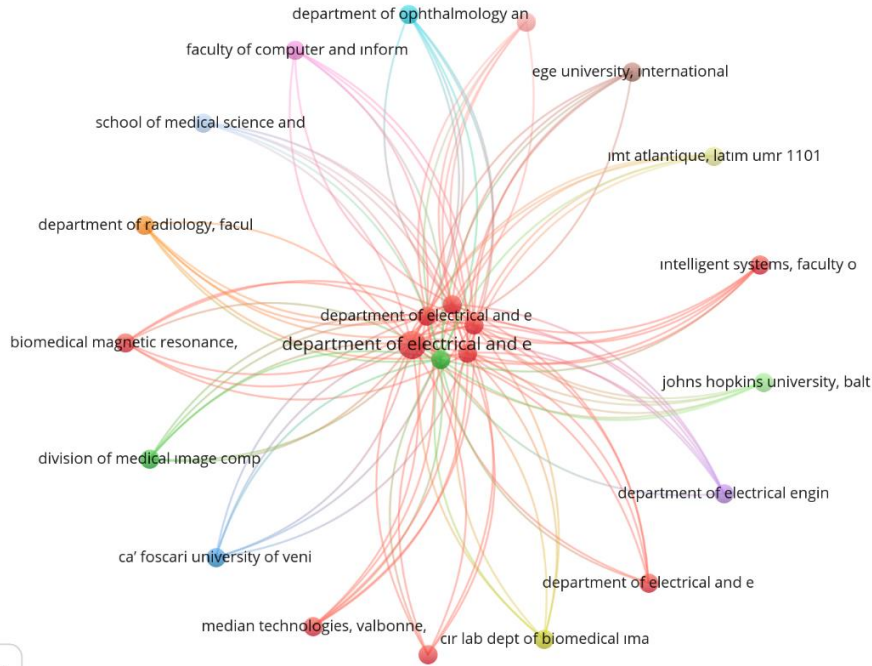 department of ophthalmology an
faculty of computer and ınform
ege university, ınternational
school of medical science and
ımt atlantique, latım umr 1101
department of radiology, facul
ıntelligent systems, faculty o
department of electrical and e
biomedical magnetic resonance,
department of electrical and e
johns hopkins university, balt
division of medical ımage comp
department of electrical engin
ca' foscari university of veni
department of electrical and e
median technologies, valbonne,
cır lab dept of biomedical ıma